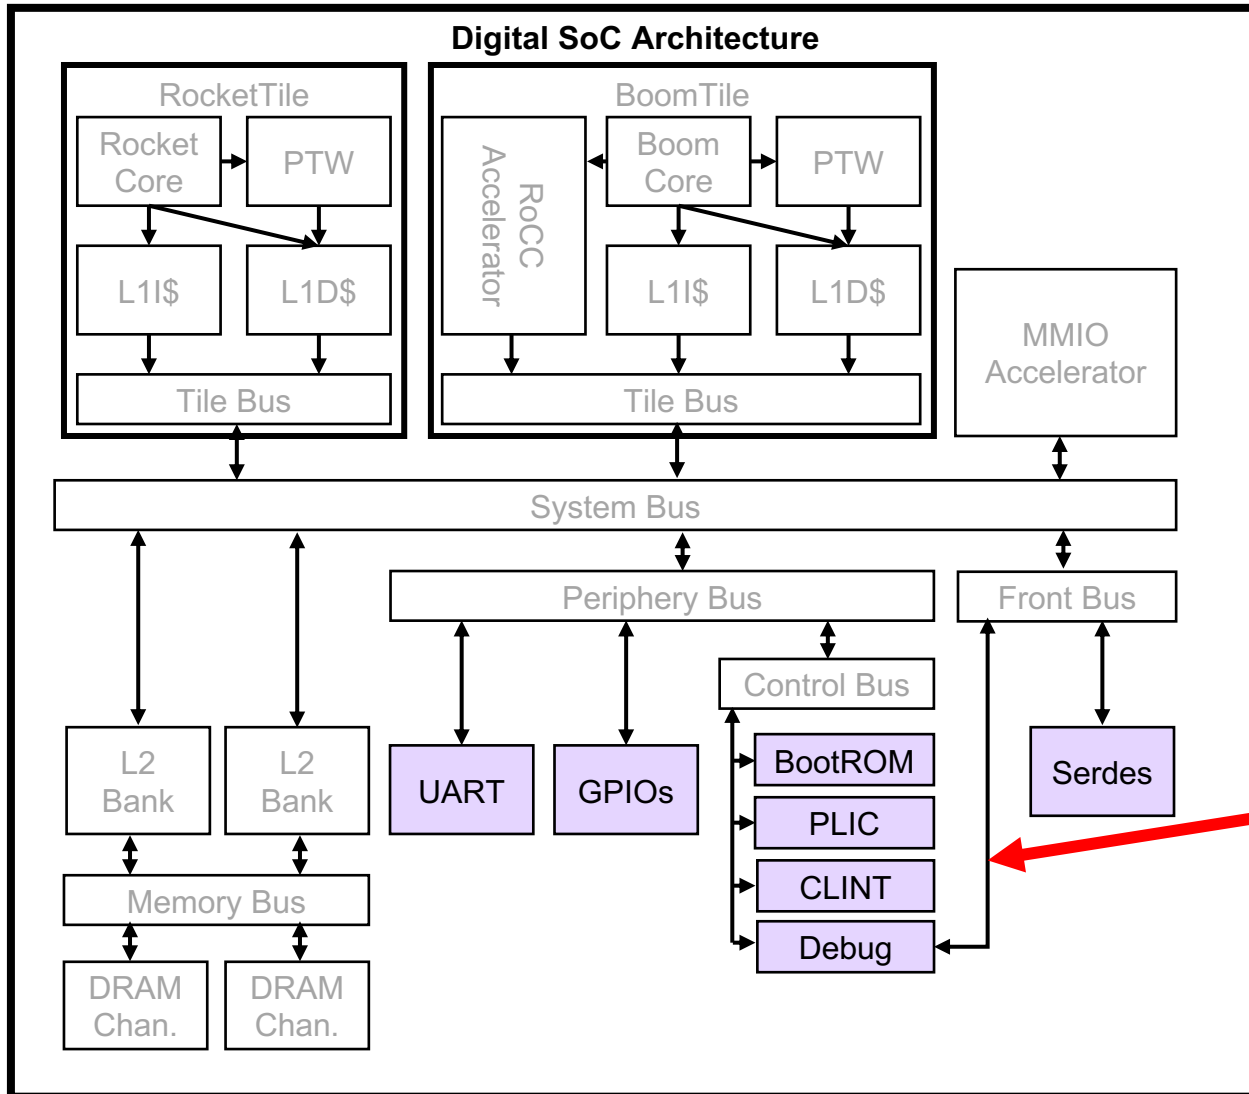 Digital SoC Architecture
RocketTile
Rocket
Core
PTW
L1I$
L1D$
Tile Bus
BoomTile
RoCC
Accelerator
Boom
Core
PTW
L1I$
L1D$
Tile Bus
MMIO
Accelerator
System Bus
Periphery Bus
Front Bus
Control Bus
L2
Bank
L2
Bank
UART
GPIOs
BootROM
PLIC
CLINT
Debug
Serdes
Memory Bus
DRAM
Chan.
DRAM
Chan.